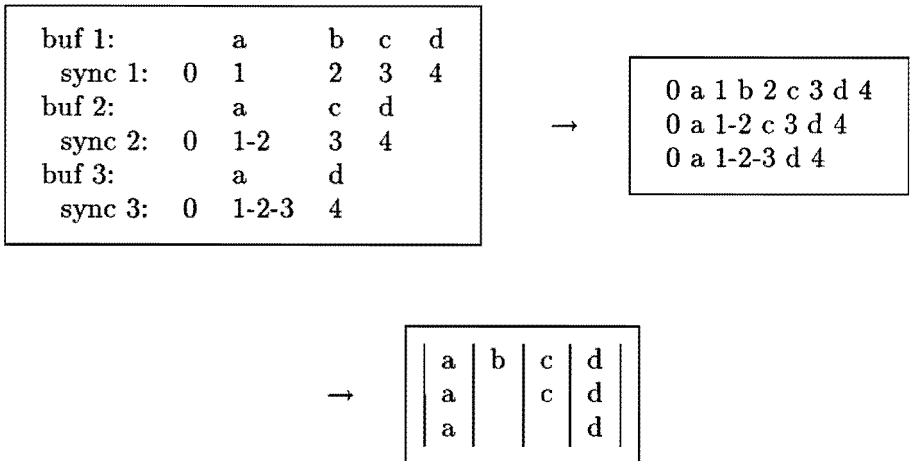 buf 1: a b c d
sync 1: 0 1 2 3 4
buf 2: a c d
sync 2: 0 1-2 3 4
buf 3: a d
sync 3: 0 1-2-3 4
→
0 a 1 b 2 c 3 d 4
0 a 1-2 c 3 d 4
0 a 1-2-3 d 4
→
a b c d
a c d
a d